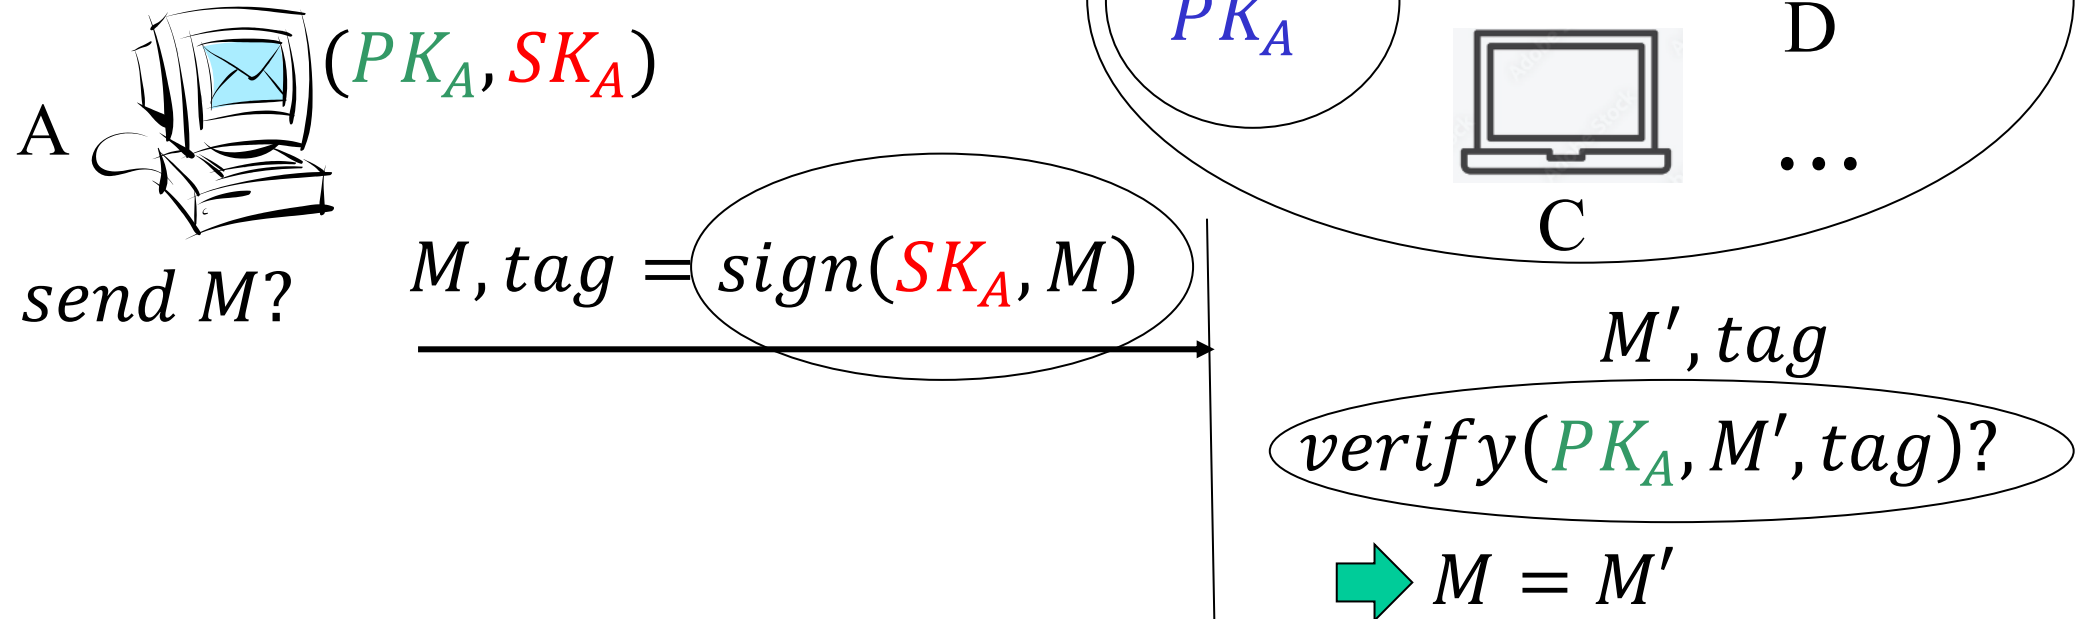 (PK_A, SK_A)
A
send M?
PK_A
D
...
C
M, tag = sign(SK_A, M)
M′, tag
verify(PK_A, M′, tag)?
M = M′